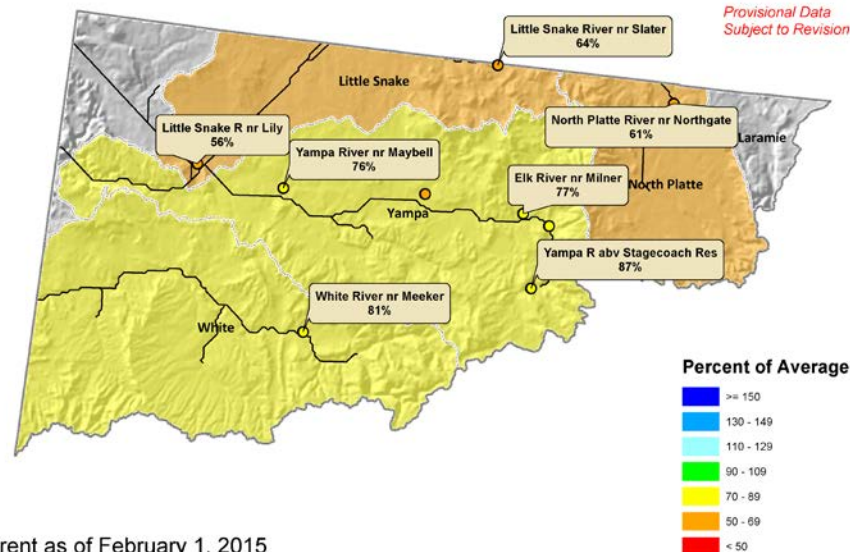 Provisional Data
Subject to Revision
Little Snake River nr Slater
64%
Little Snake
North Platte River nr Northgate
61%
Laramie
Little Snake R nr Lily
56%
Yampa River nr Maybell
76%
Elk River nr Milner
77%
North Platte
Yampa
Yampa R abv Stagecoach Res
87%
White River nr Meeker
81%
White
Percent of Average
>= 150
130 - 149
110 - 129
90 - 109
70 - 89
50 - 69
< 50
rent as of February 1, 2015